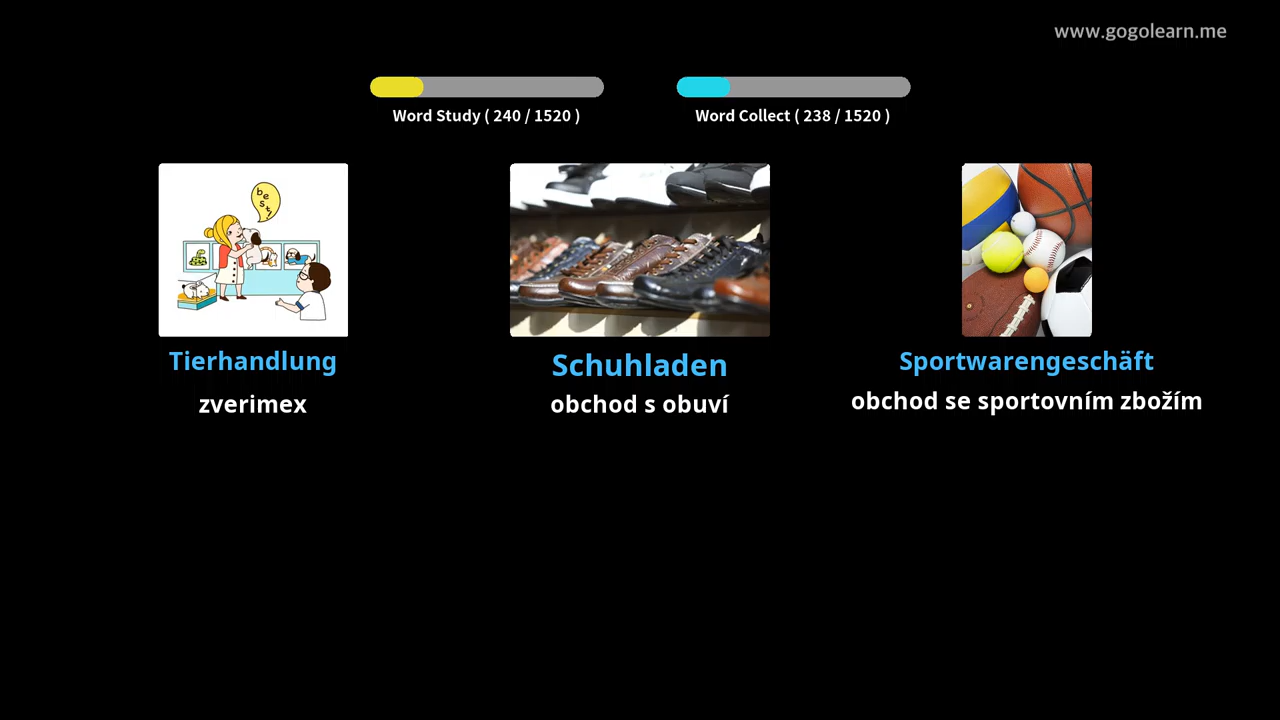 www.gogolearn.me
Word Study ( 240 / 1520 )
Word Collect ( 238 / 1520 )
best,
Tierhandlung
Schuhladen
Sportwarengeschäft
zverimex
obchod s obuví
obchod se sportovním zbožím